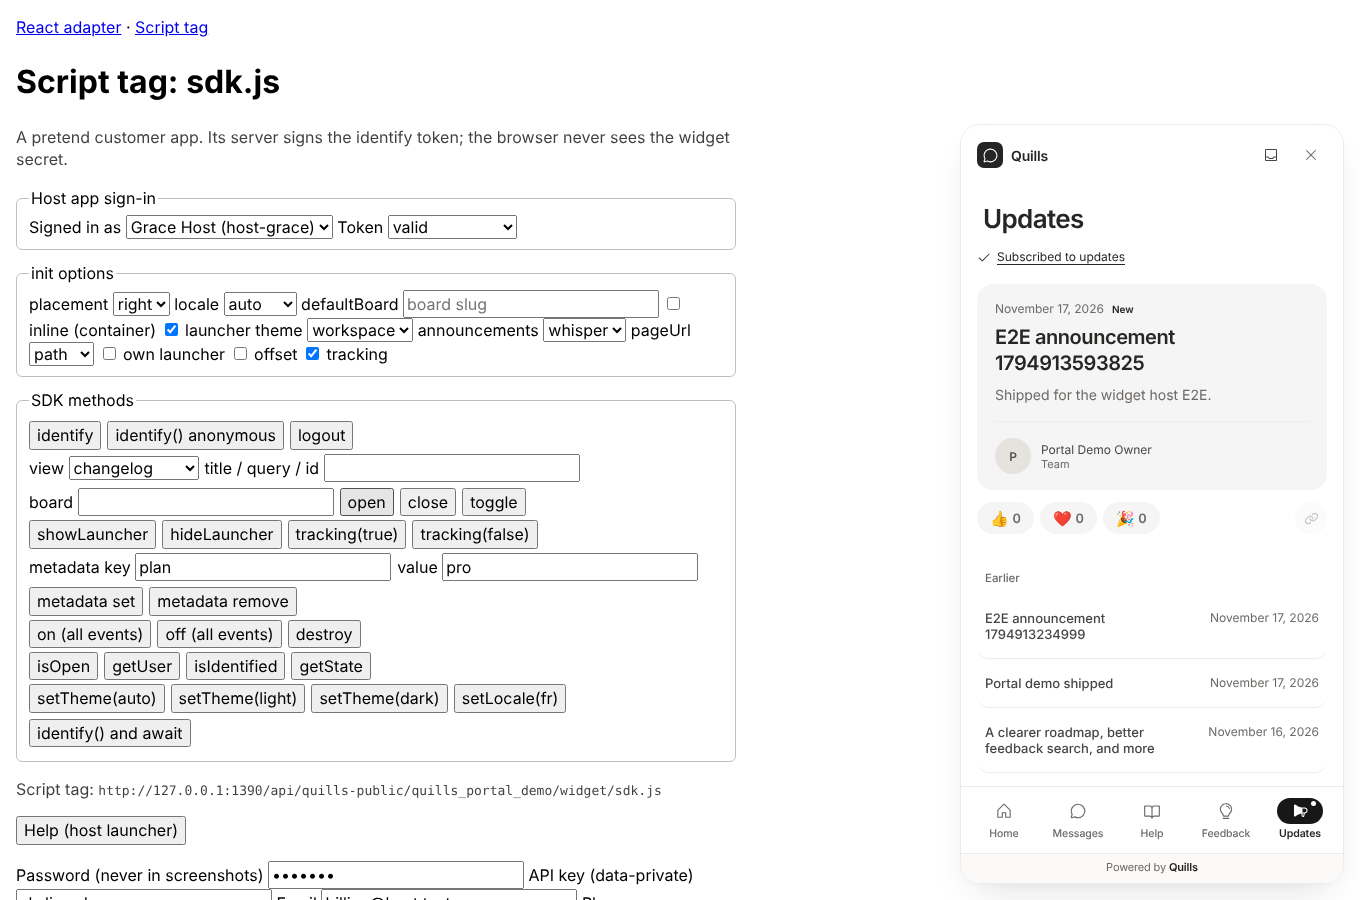 React adapter · Script tag
Script tag: sdk.js
A pretend customer app. Its server signs the identify token; the browser never sees the widget
secret.
Host app sign-in
Signed in as Grace Host (host-grace) Token valid
init options
placement right locale auto defaultBoard board slug
inline (container) launcher theme workspace announcements whisper pageUrl
path own launcher offset tracking
SDK methods
identify identify() anonymous logout
view changelog title / query / id
board open close toggle
showLauncher hideLauncher tracking(true) tracking(false)
metadata key plan value pro
metadata set metadata remove
on (all events) off (all events) destroy
isOpen getUser isIdentified getState
setTheme(auto) setTheme(light) setTheme(dark) setLocale(fr)
identify() and await
Script tag: http://127.0.0.1:1390/api/quills-public/quills_portal_demo/widget/sdk.js
Help (host launcher)
Password (never in screenshots) ••••••• API key (data-private)
Quills
Updates
Subscribed to updates
November 17, 2026 New
E2E announcement
1794913593825
Shipped for the widget host E2E.
P
Portal Demo Owner
Team
👍 0 ❤️ 0 🎉 0
Earlier
E2E announcement November 17, 2026
1794913234999
Portal demo shipped November 17, 2026
A clearer roadmap, better November 16, 2026
feedback search, and more
Home Messages Help Feedback Updates
Powered by Quills